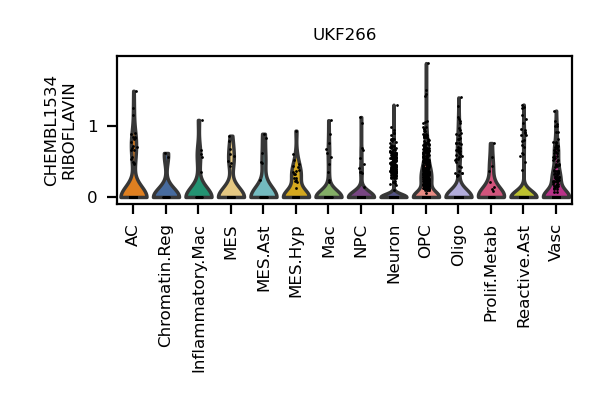 UKF266
CHEMBL1534
RIBOFLAVIN
1
0
AC
Chromatin.Reg
Inflammatory.Mac
MES
MES.Ast
MES.Hyp
Mac
NPC
Neuron
OPC
Oligo
Prolif.Metab
Reactive.Ast
Vasc